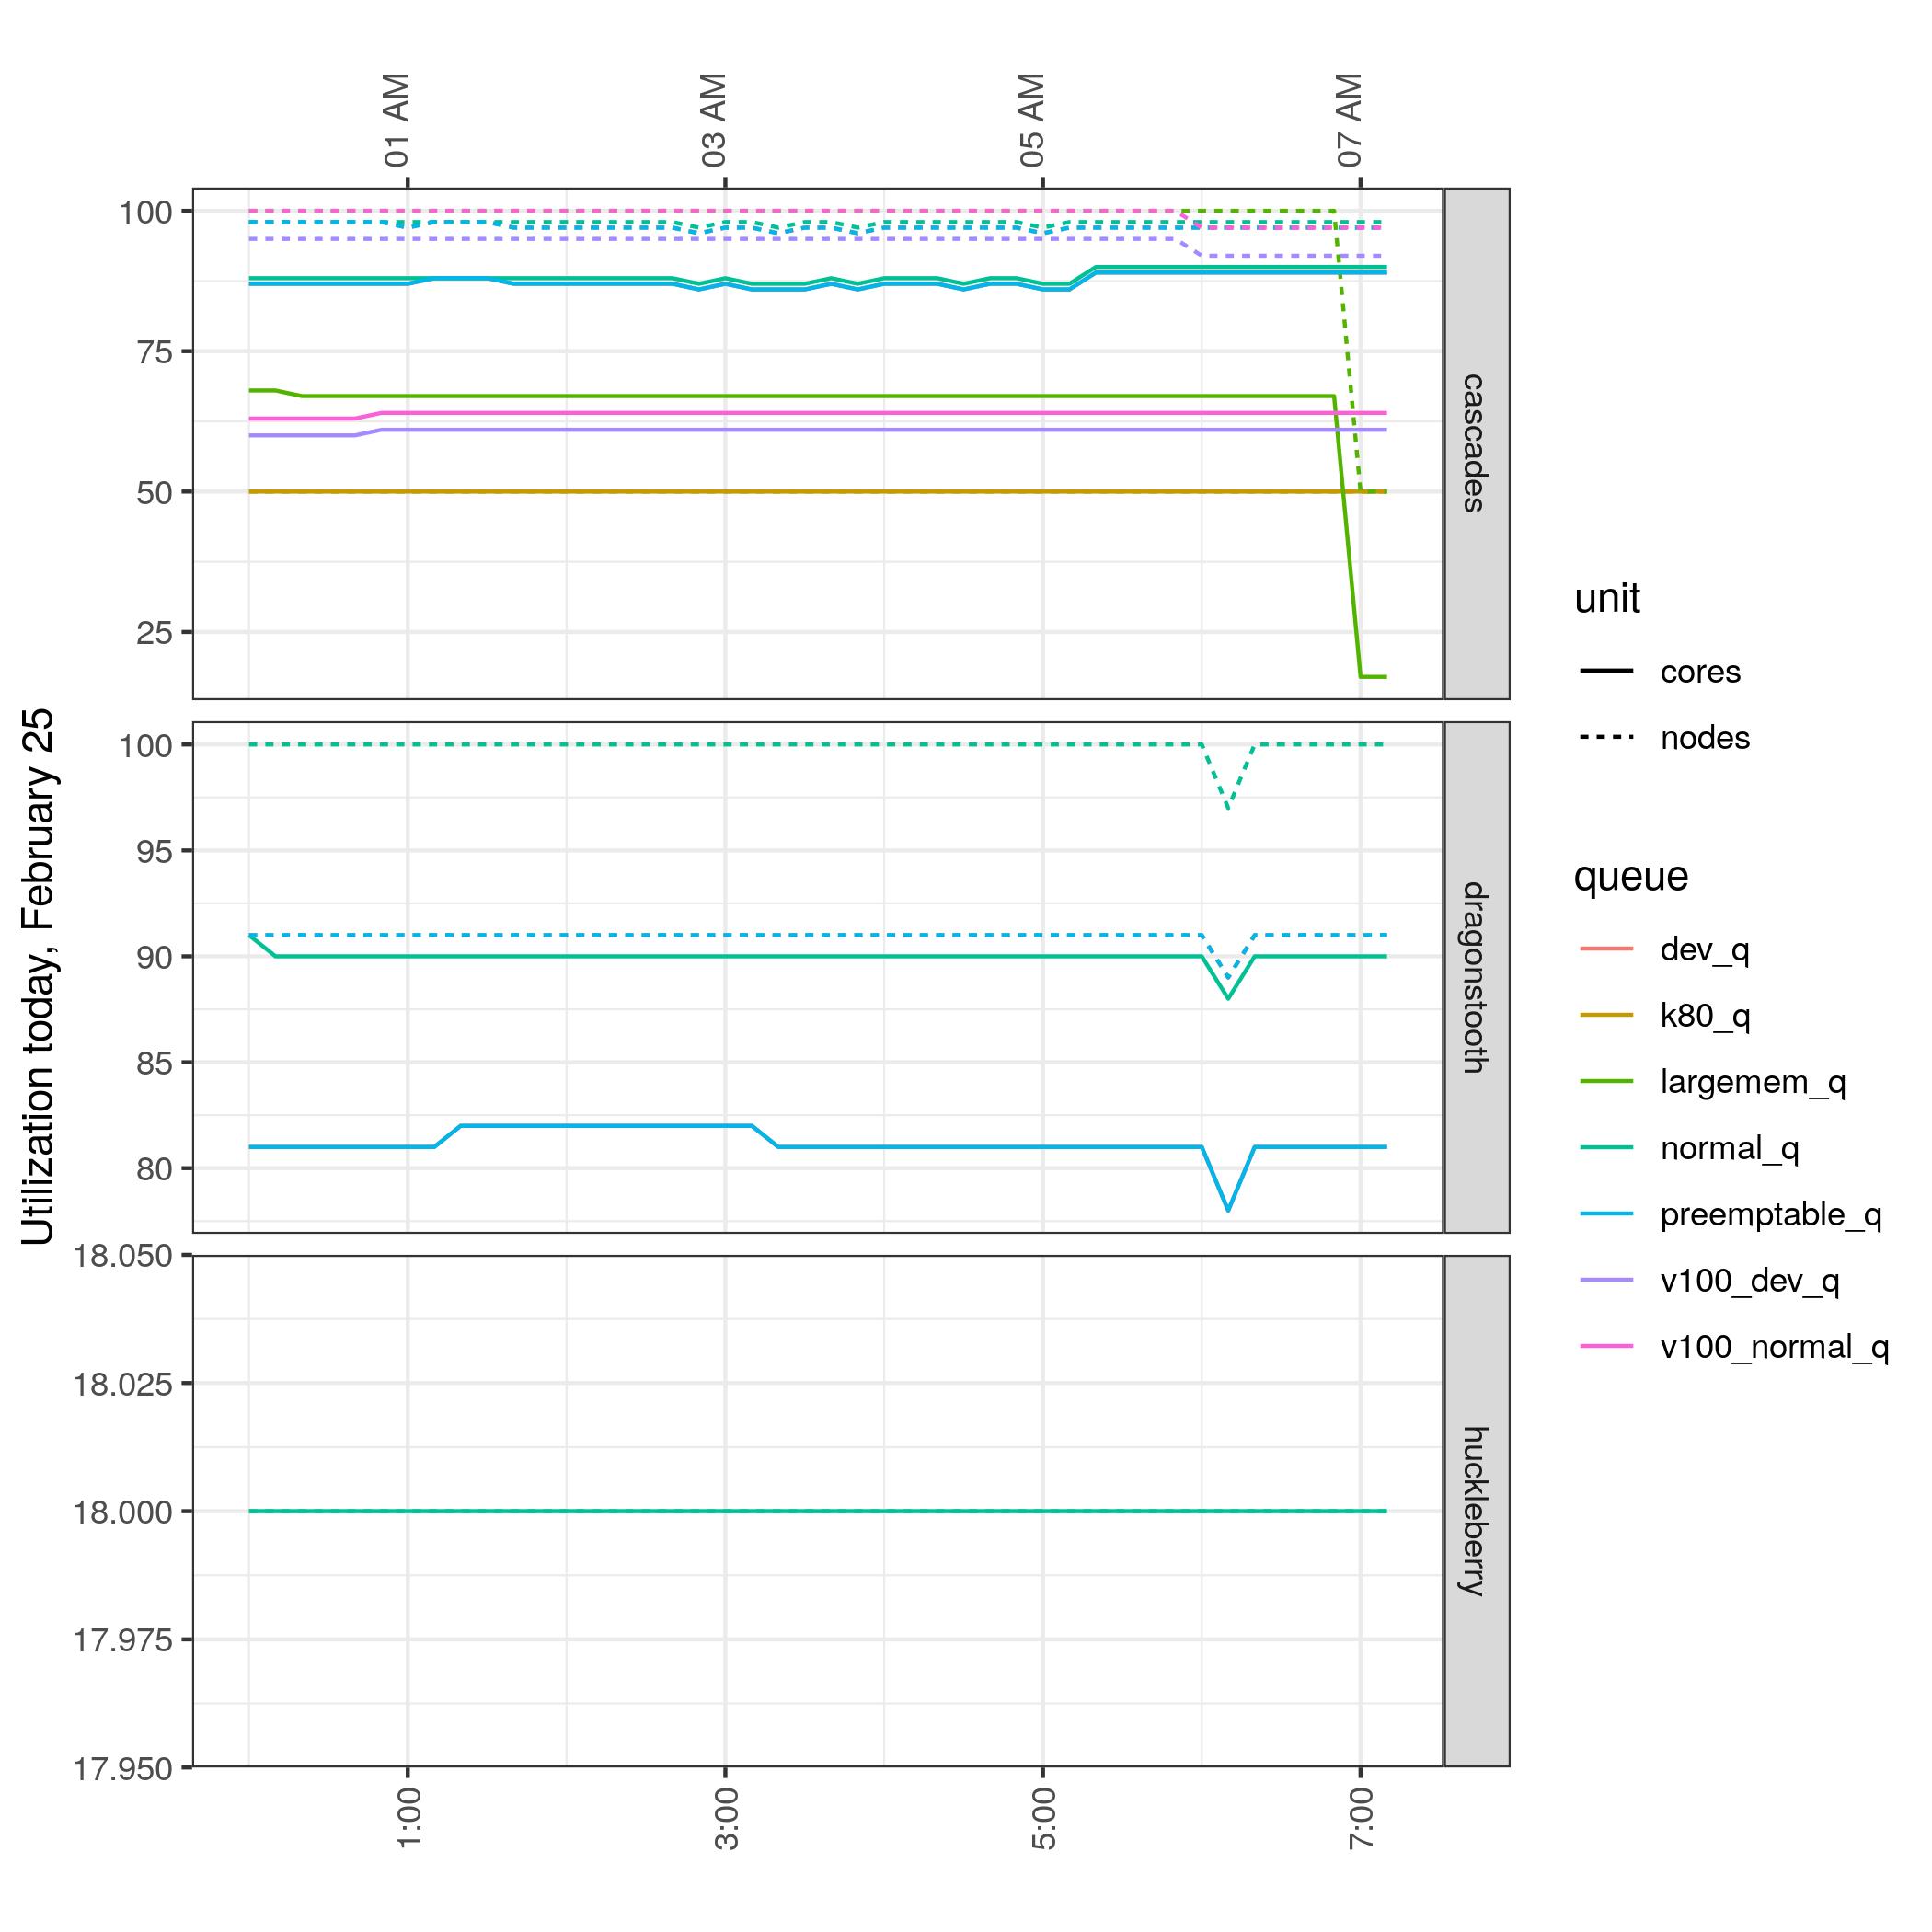 01 AM
03 AM
05 AM
07 AM
100
75
50
25
cascades
100
95
90
85
80
dragonstooth
18.050
18.025
18.000
17.975
17.950
huckleberry
1:00
3:00
5:00
7:00
Utilization today, February 25
unit
cores
nodes
queue
dev_q
k80_q
largemem_q
normal_q
preemptable_q
v100_dev_q
v100_normal_q